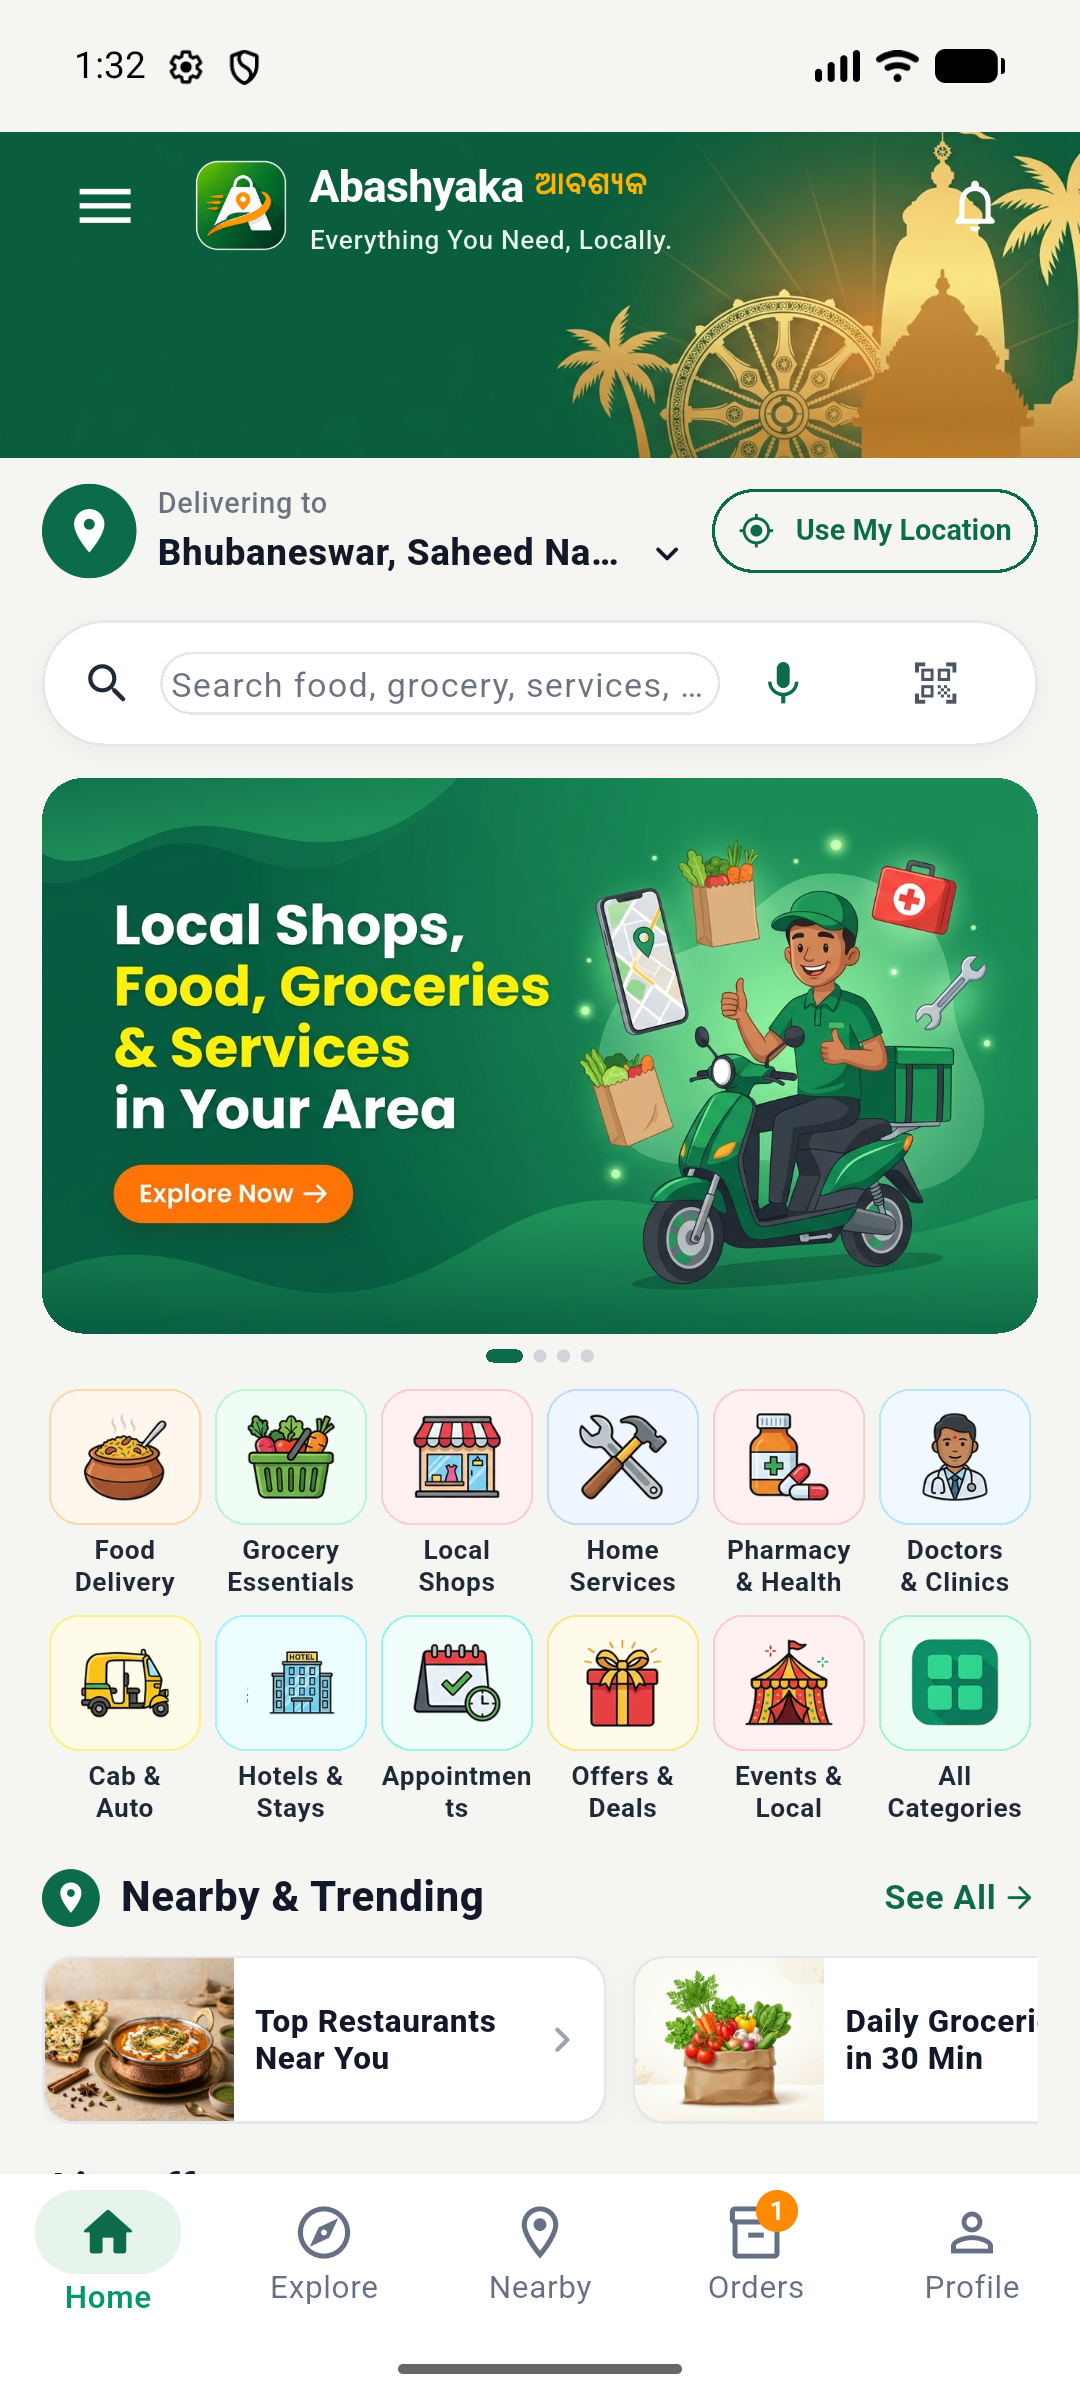 1:32
Abashyaka ଆବଶ୍ୟକ
Everything You Need, Locally.
Delivering to
Bhubaneswar, Saheed Na...
Use My Location
Search food, grocery, services, ...
Local Shops,
Food, Groceries
& Services
in Your Area
Explore Now →
Food
Delivery
Grocery
Essentials
Local
Shops
Home
Services
Pharmacy
& Health
Doctors
& Clinics
HOTEL
Cab &
Auto
Hotels &
Stays
Appointmen
ts
Offers &
Deals
Events &
Local
All
Categories
Nearby & Trending
See All →
Top Restaurants
Near You
Daily Groceri
in 30 Min
1
Home
Explore
Nearby
Orders
Profile